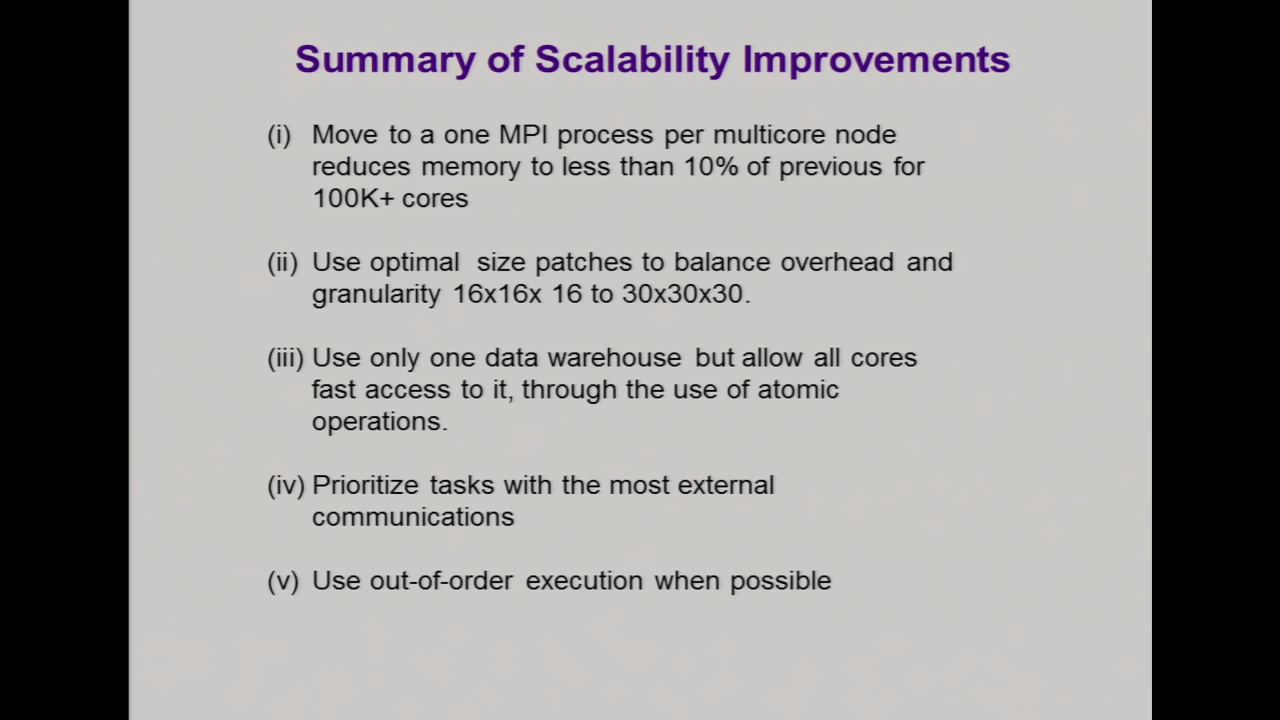 Summary of Scalability Improvements
(i) Move to a one MPI process per multicore node
reduces memory to less than 10% of previous for
100K+ cores
(ii) Use optimal size patches to balance overhead and
granularity 16x16x 16 to 30x30x30.
(iii) Use only one data warehouse but allow all cores
fast access to it, through the use of atomic
operations.
(iv) Prioritize tasks with the most external
communications
(v) Use out-of-order execution when possible